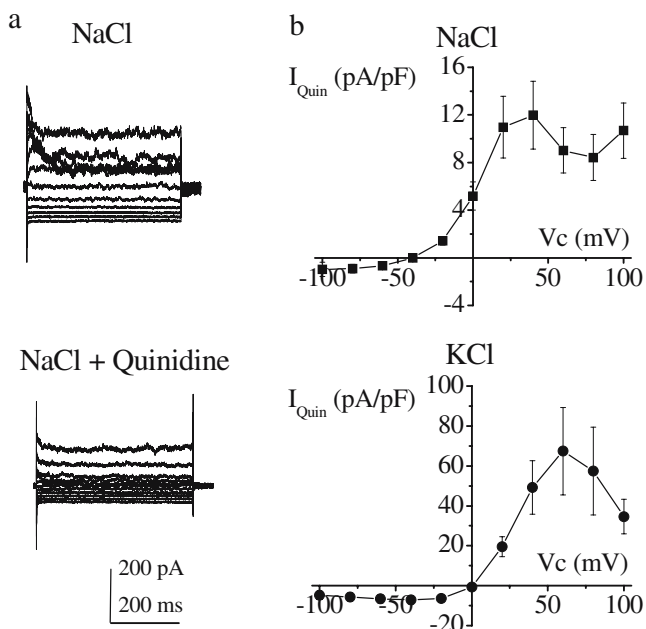 a
NaCl
NaCl + Quinidine
200 pA
200 ms
b
NaCl
I_Quin (pA/pF)
16
12
8
4
-4
-100
-50
50
100
Vc (mV)
KCl
I_Quin (pA/pF)
100
80
60
40
20
-20
-100
-50
0
50
100
Vc (mV)